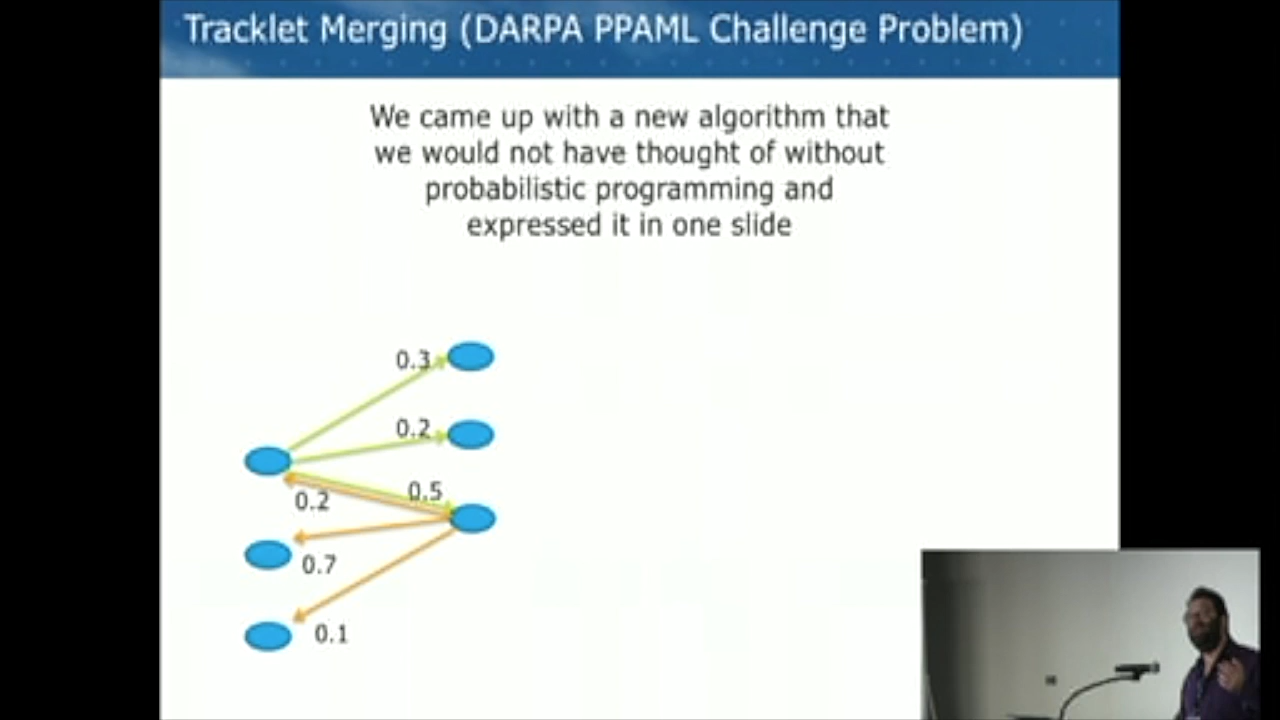 Tracklet Merging (DARPA PPAML Challenge Problem)
We came up with a new algorithm that
we would not have thought of without
probabilistic programming and
expressed it in one slide
0.3
0.2
0.5
0.2
0.7
0.1